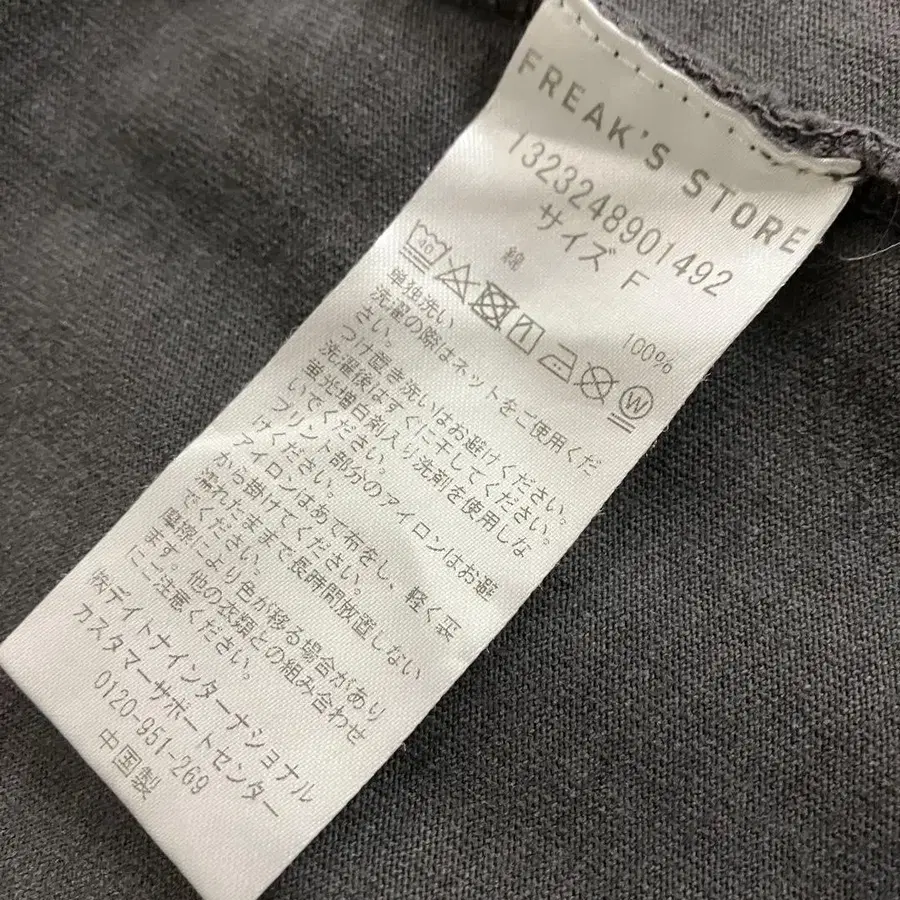 FREAK'S STORE
1323248901492
サイズ F
綿 100%
40
W
単独洗い
洗濯の際はネットをご使用くだ
さい。
つけ置き洗いはお避けください。
洗濯後はすぐに干してください。
蛍光増白剤入り洗剤を使用しな
いでください。
プリント部分のアイロンはお避
けください。
アイロンはあて布をし、軽く裏
から掛けてください。
濡れたままで長時間放置しない
でください。
摩擦により色が移る場合があり
ます。他の衣類との組み合わせ
にご注意ください。
㈱デイトナインターナショナル
カスタマーサポートセンター
0120-951-269
中国製